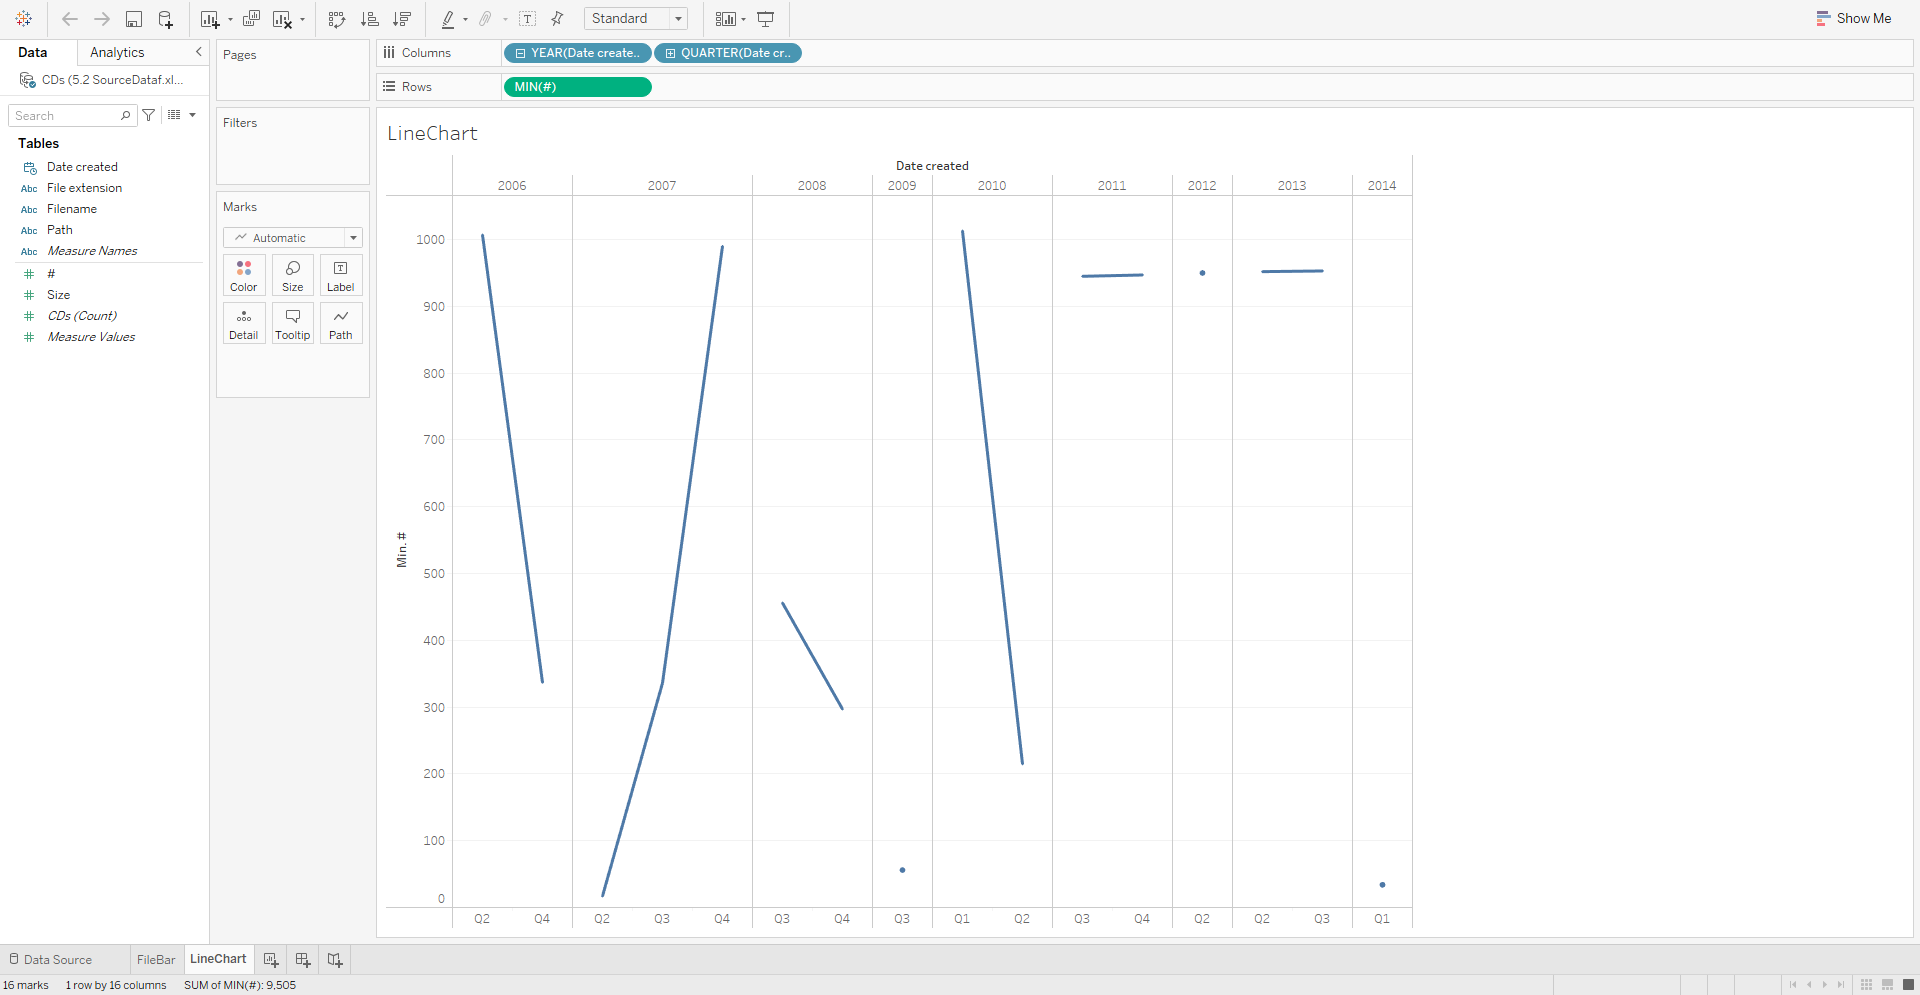 Standard
Show Me
Data
Analytics
CDs (5.2 SourceDataf.xl...
Search
Tables
Date created
Abc File extension
Abc Filename
Abc Path
Abc Measure Names
# #
# Size
# CDs (Count)
# Measure Values
Pages
Filters
Marks
Automatic
Color Size Label
Detail Tooltip Path
Columns YEAR(Date create.. QUARTER(Date cr..
Rows MIN(#)
LineChart
Date created
2006 2007 2008 2009 2010 2011 2012 2013 2014
Min. #
1000
900
800
700
600
500
400
300
200
100
0
Q2 Q4 Q2 Q3 Q4 Q3 Q4 Q3 Q1 Q2 Q3 Q4 Q2 Q2 Q3 Q1
Data Source FileBar LineChart
16 marks 1 row by 16 columns SUM of MIN(#): 9,505